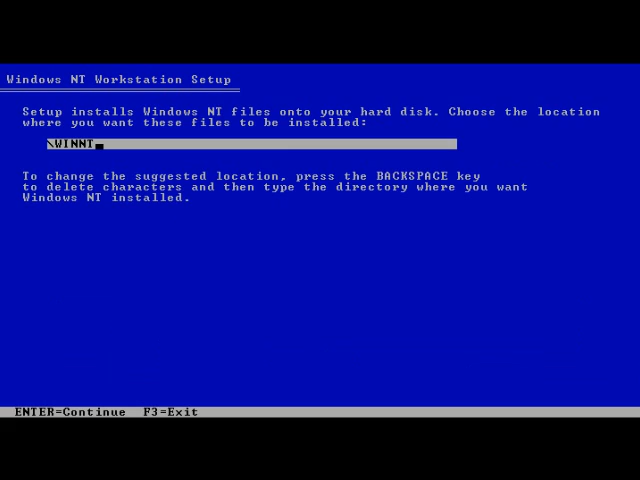 Windows NT Workstation Setup
Setup installs Windows NT files onto your hard disk. Choose the location
where you want these files to be installed:
\WINNT
To change the suggested location, press the BACKSPACE key
to delete characters and then type the directory where you want
Windows NT installed.
ENTER=Continue  F3=Exit